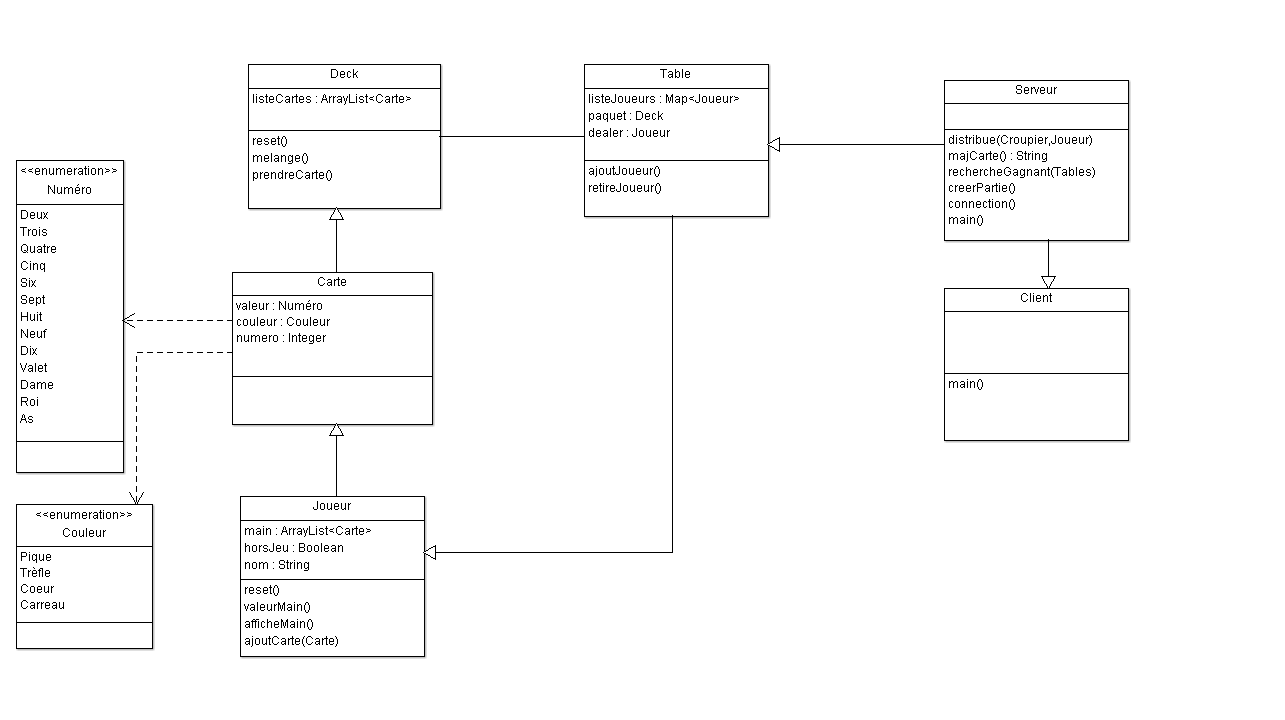 Deck
listeCartes : ArrayList<Carte>
reset()
melange()
prendreCarte()
Table
listeJoueurs : Map<Joueur>
paquet : Deck
dealer : Joueur
ajoutJoueur()
retireJoueur()
Serveur
distribue(Croupier,Joueur)
majCarte() : String
rechercheGagnant(Tables)
creerPartie()
connection()
main()
<<enumeration>>
Numéro
Deux
Trois
Quatre
Cinq
Six
Sept
Huit
Neuf
Dix
Valet
Dame
Roi
As
Carte
valeur : Numéro
couleur : Couleur
numero : Integer
Client
main()
<<enumeration>>
Couleur
Pique
Trèfle
Coeur
Carreau
Joueur
main : ArrayList<Carte>
horsJeu : Boolean
nom : String
reset()
valeurMain()
afficheMain()
ajoutCarte(Carte)